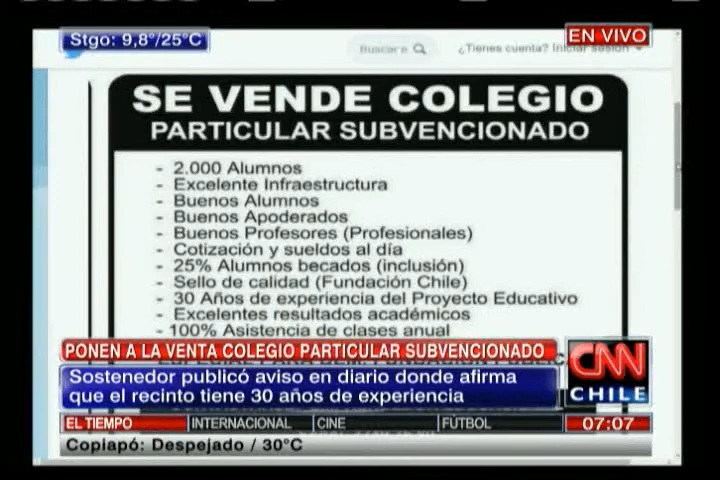 Stgo: 9,8°/25°C
EN VIVO
Buscar
¿Tienes cuenta? Iniciar sesión
SE VENDE COLEGIO
PARTICULAR SUBVENCIONADO
- 2.000 Alumnos
- Excelente Infraestructura
- Buenos Alumnos
- Buenos Apoderados
- Buenos Profesores (Profesionales)
- Cotización y sueldos al día
- 25% Alumnos becados (inclusión)
- Sello de calidad (Fundación Chile)
- 30 Años de experiencia del Proyecto Educativo
- Excelentes resultados académicos
- 100% Asistencia de clases anual
PONEN A LA VENTA COLEGIO PARTICULAR SUBVENCIONADO
Sostenedor publicó aviso en diario donde afirma
que el recinto tiene 30 años de experiencia
CNN
CHILE
EL TIEMPO INTERNACIONAL CINE FÚTBOL 07:07
Copiapó: Despejado / 30°C